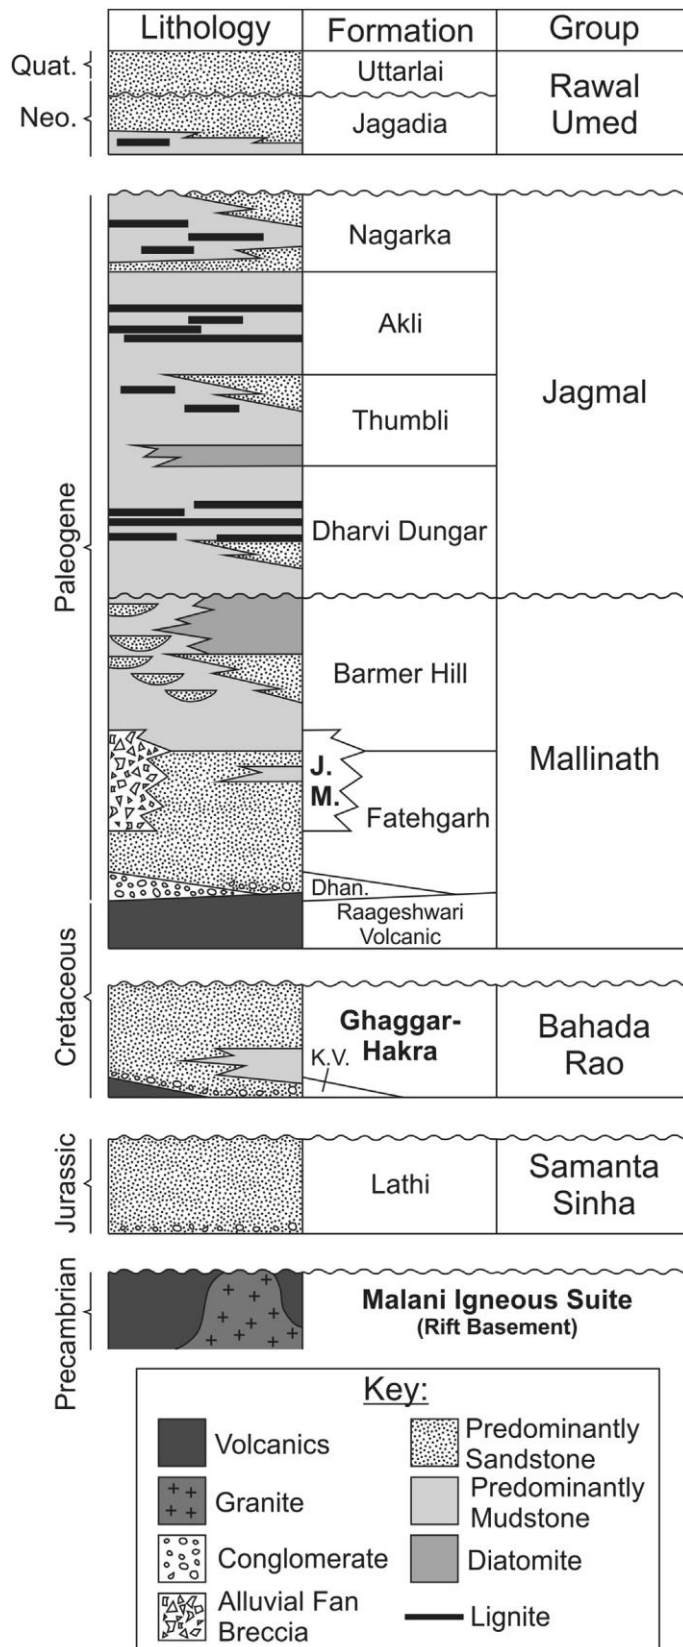 Lithology Formation Group
Quat.
Uttarlai
Rawal
Umed
Neo.
Jagadia
Paleogene
Nagarka
Akli
Jagmal
Thumbli
Dharvi Dungar
Barmer Hill
Mallinath
J.
M.
Fatehgarh
Dhan.
Raageshwari
Volcanic
Cretaceous
Ghaggar-
Hakra
K.V.
Bahada
Rao
Jurassic
Lathi
Samanta
Sinha
Precambrian
Malani Igneous Suite
(Rift Basement)
Key:
Volcanics
Granite
Conglomerate
Alluvial Fan
Breccia
Predominantly
Sandstone
Predominantly
Mudstone
Diatomite
Lignite